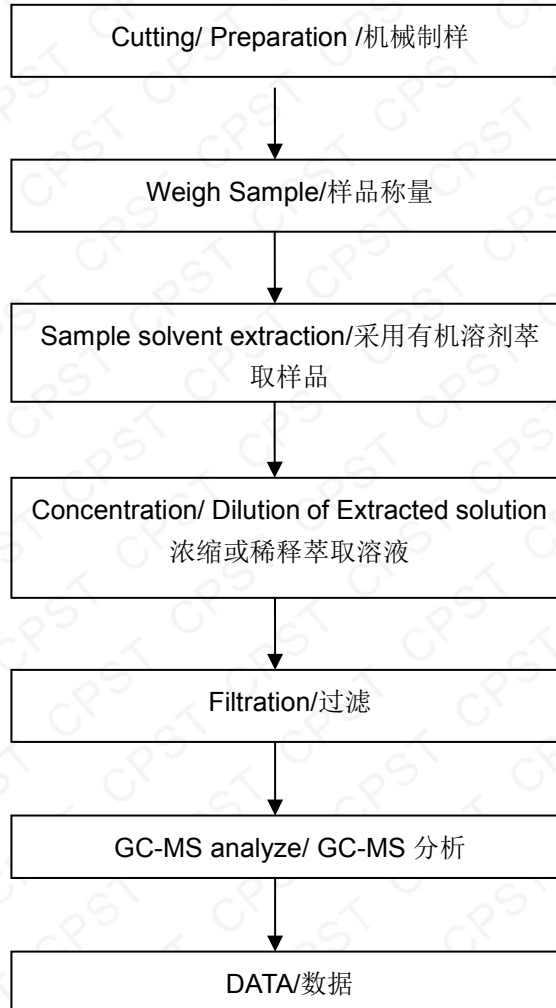 Cutting/ Preparation /机械制样
Weigh Sample/样品称量
Sample solvent extraction/采用有机溶剂萃
取样品
Concentration/ Dilution of Extracted solution
浓缩或稀释萃取溶液
Filtration/过滤
GC-MS analyze/ GC-MS 分析
DATA/数据